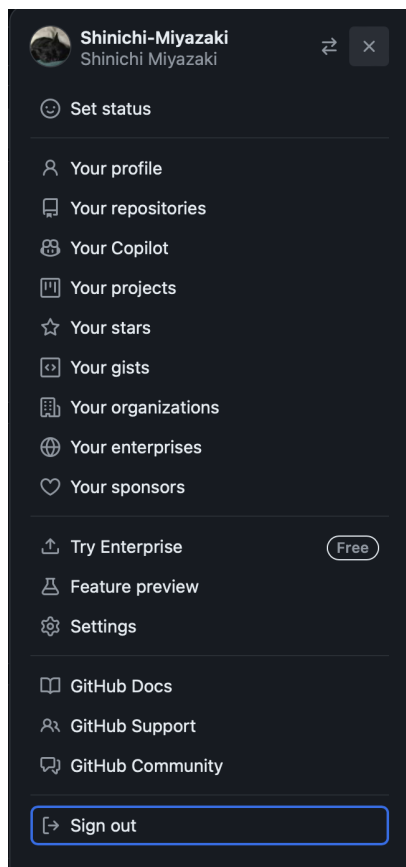 Shinichi-Miyazaki
Shinichi Miyazaki
Set status
Your profile
Your repositories
Your Copilot
Your projects
Your stars
Your gists
Your organizations
Your enterprises
Your sponsors
Try Enterprise Free
Feature preview
Settings
GitHub Docs
GitHub Support
GitHub Community
Sign out